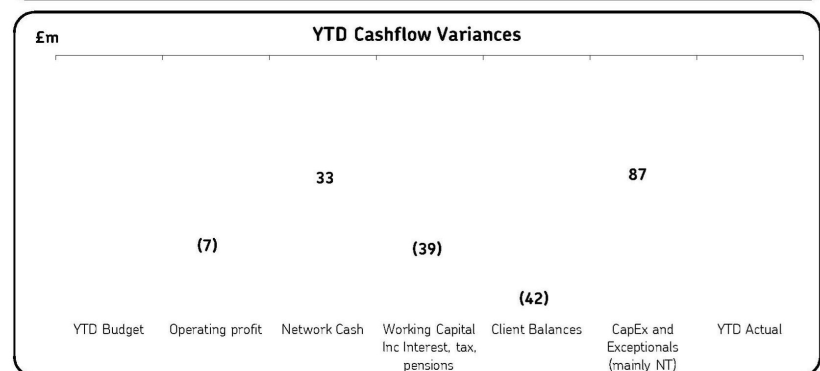 £m
YTD Cashflow Variances
33
87
(7)
(39)
(42)
YTD Budget
Operating profit
Network Cash
Working Capital
Inc Interest, tax,
pensions
Client Balances
CapEx and
Exceptionals
(mainly NT)
YTD Actual